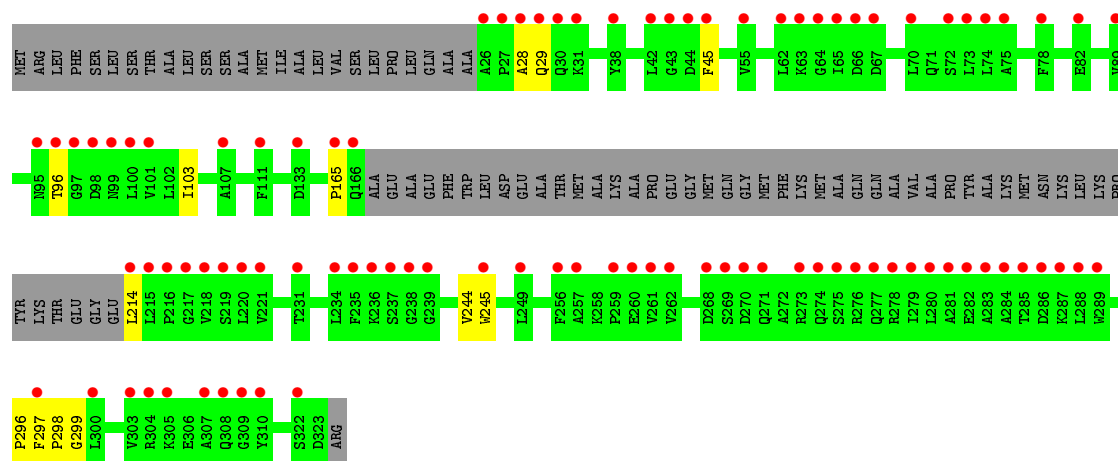 MET ARG LEU PHE SER LEU SER THR ALA LEU SER SER ALA MET ILE ALA LEU VAL SER LEU PRO LEU GLN ALA ALA A26 P27 A28 Q29 Q30 K31 Y38 L42 G43 D44 F45 V55 L62 K63 G64 I65 D66 D67 L70 Q71 S72 L73 L74 A75 F78 E82
N95 T96 G97 D98 N99 L100 V101 L102 I103 A107 F111 D133 P165 Q166 ALA GLU ALA GLU PHE TRP LEU ASP GLU ALA THR MET ALA LYS ALA PRO GLU GLY MET GLN GLY MET PHE LYS MET ALA GLN GLN ALA VAL ALA PRO TYR ALA LYS MET ASN LYS LEU LYS PRO
TYR LYS THR GLU GLY GLU L214 L215 P216 G217 V218 S219 L220 V221 T231 L234 F235 K236 S237 G238 G239 V244 W245 L249 F256 A257 K258 P259 E260 V261 V262 D268 S269 D270 Q271 A272 R273 Q274 S275 R276 Q277 R278 I279 L280 A281 E282 A283 A284 T285 D286 K287 L288 W289
P296 F297 P298 G299 L300 V303 R304 K305 E306 A307 Q308 G309 Y310 S322 D323 ARG